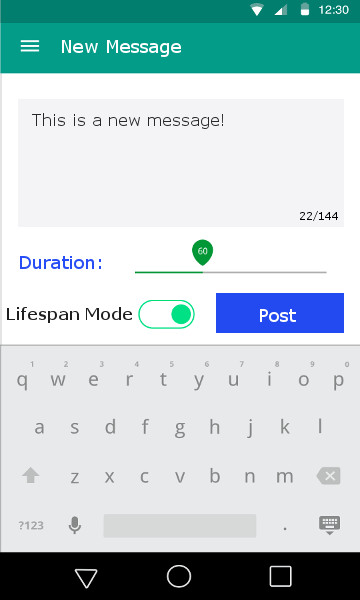 12:30
New Message
This is a new message!
22/144
60
Duration:
Lifespan Mode
Post
1 2 3 4 5 6 7 8 9 0
q w e r t y u i o p
a s d f g h j k l
z x c v b n m
?123 .